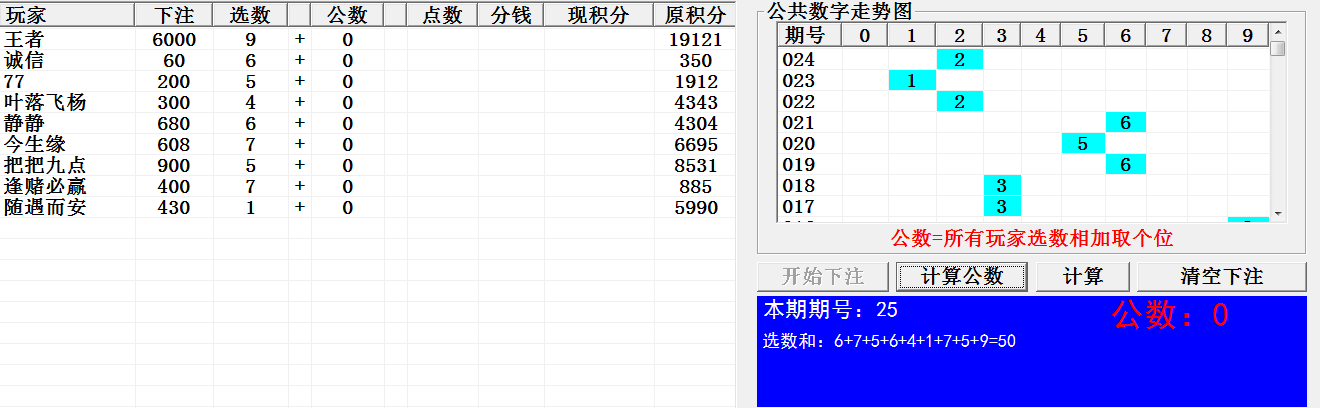 玩家 下注 选数 公数 点数 分钱 现积分 原积分
王者 6000 9 + 0 19121
诚信 60 6 + 0 350
77 200 5 + 0 1912
叶落飞杨 300 4 + 0 4343
静静 680 6 + 0 4304
今生缘 608 7 + 0 6695
把把九点 900 5 + 0 8531
逢赌必赢 400 7 + 0 885
随遇而安 430 1 + 0 5990
公共数字走势图
期号 0 1 2 3 4 5 6 7 8 9
024 2
023 1
022 2
021 6
020 5
019 6
018 3
017 3
公数=所有玩家选数相加取个位
开始下注 计算公数 计算 清空下注
本期期号：25 公数：0
选数和：6+7+5+6+4+1+7+5+9=50